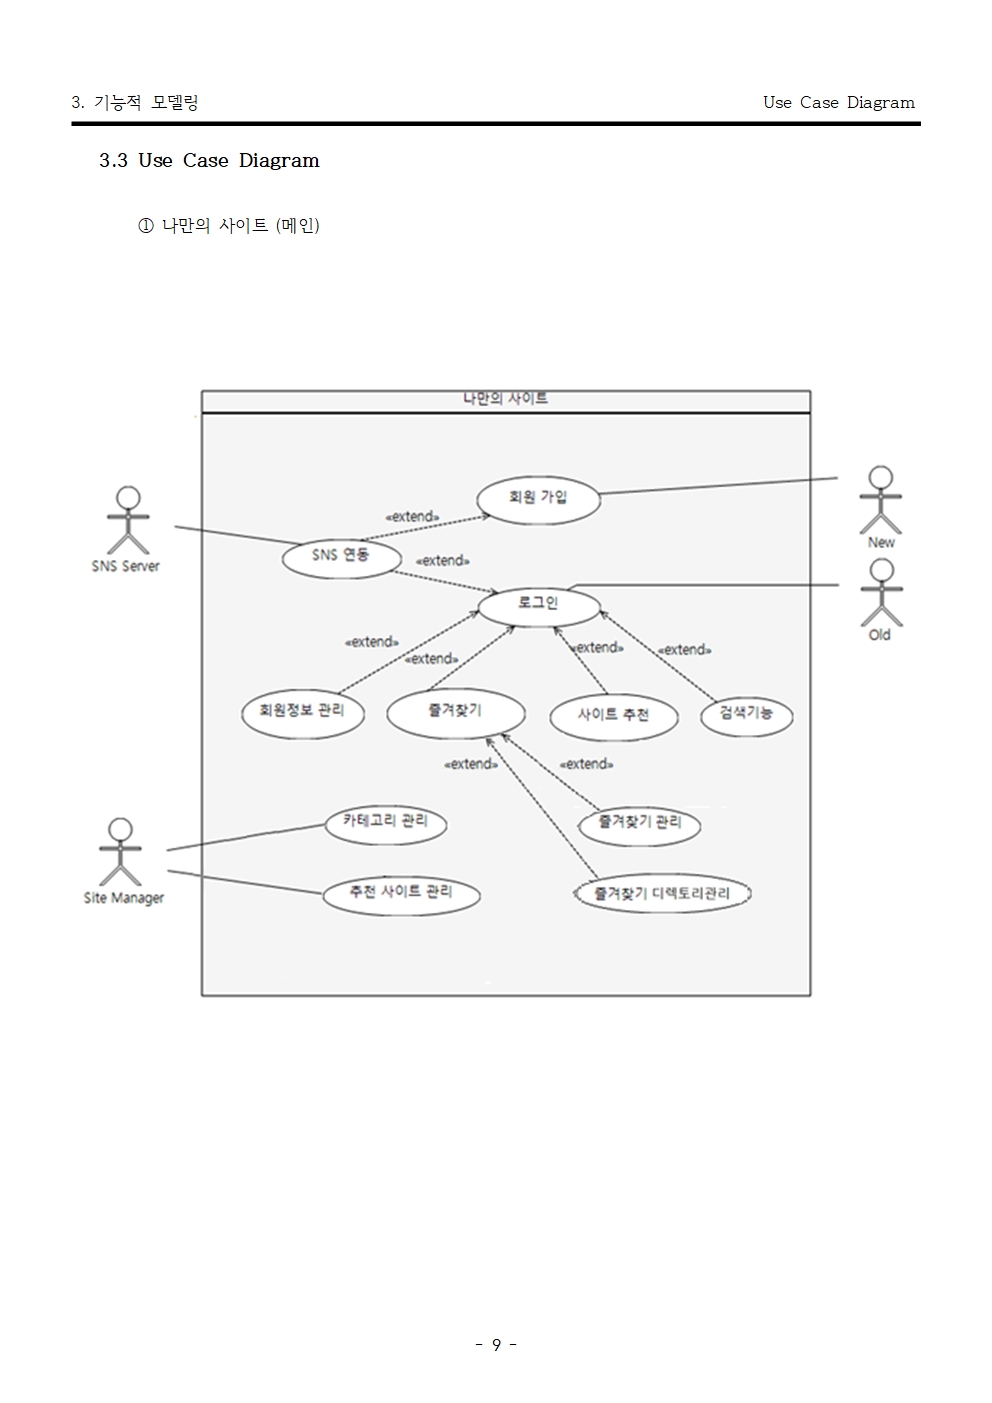 3. 기능적 모델링
Use Case Diagram
3.3 Use Case Diagram
① 나만의 사이트 (메인)
나만의 사이트
회원 가입
«extend»
New
SNS 연동
SNS Server
«extend»
로그인
Old
«extend»
«extend»
«extend»
«extend»
회원정보 관리
즐겨찾기
사이트 추천
검색기능
«extend»
«extend»
카테고리 관리
즐겨찾기 관리
Site Manager
추천 사이트 관리
즐겨찾기 디렉토리관리
- 9 -